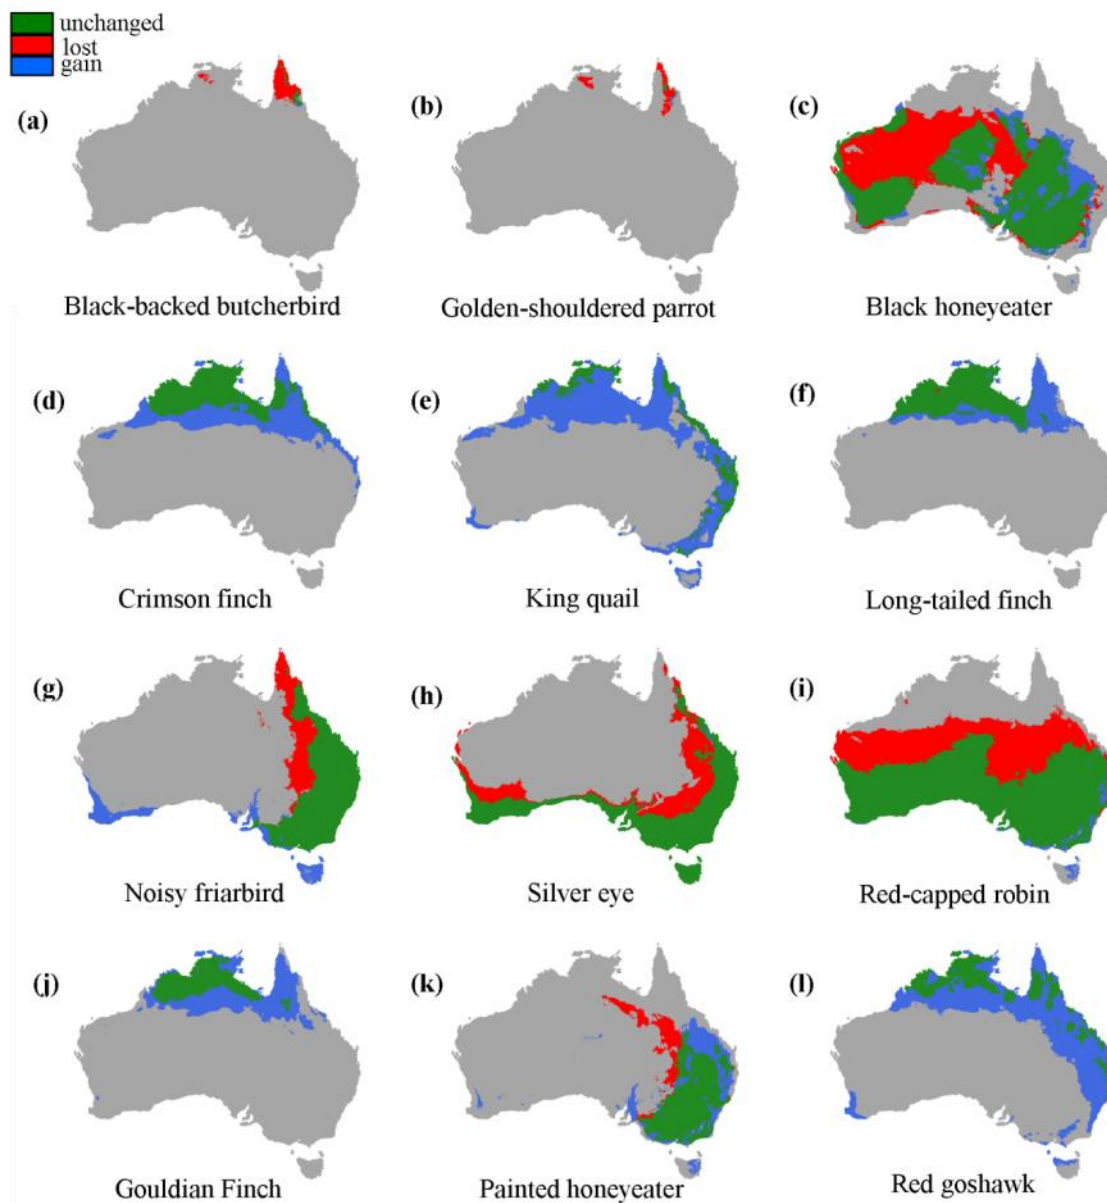 unchanged
lost
gain
(a)
(b)
(c)
Black-backed butcherbird
Golden-shouldered parrot
Black honeyeater
(d)
(e)
(f)
Crimson finch
King quail
Long-tailed finch
(g)
(h)
(i)
Noisy friarbird
Silver eye
Red-capped robin
(j)
(k)
(l)
Gouldian Finch
Painted honeyeater
Red goshawk